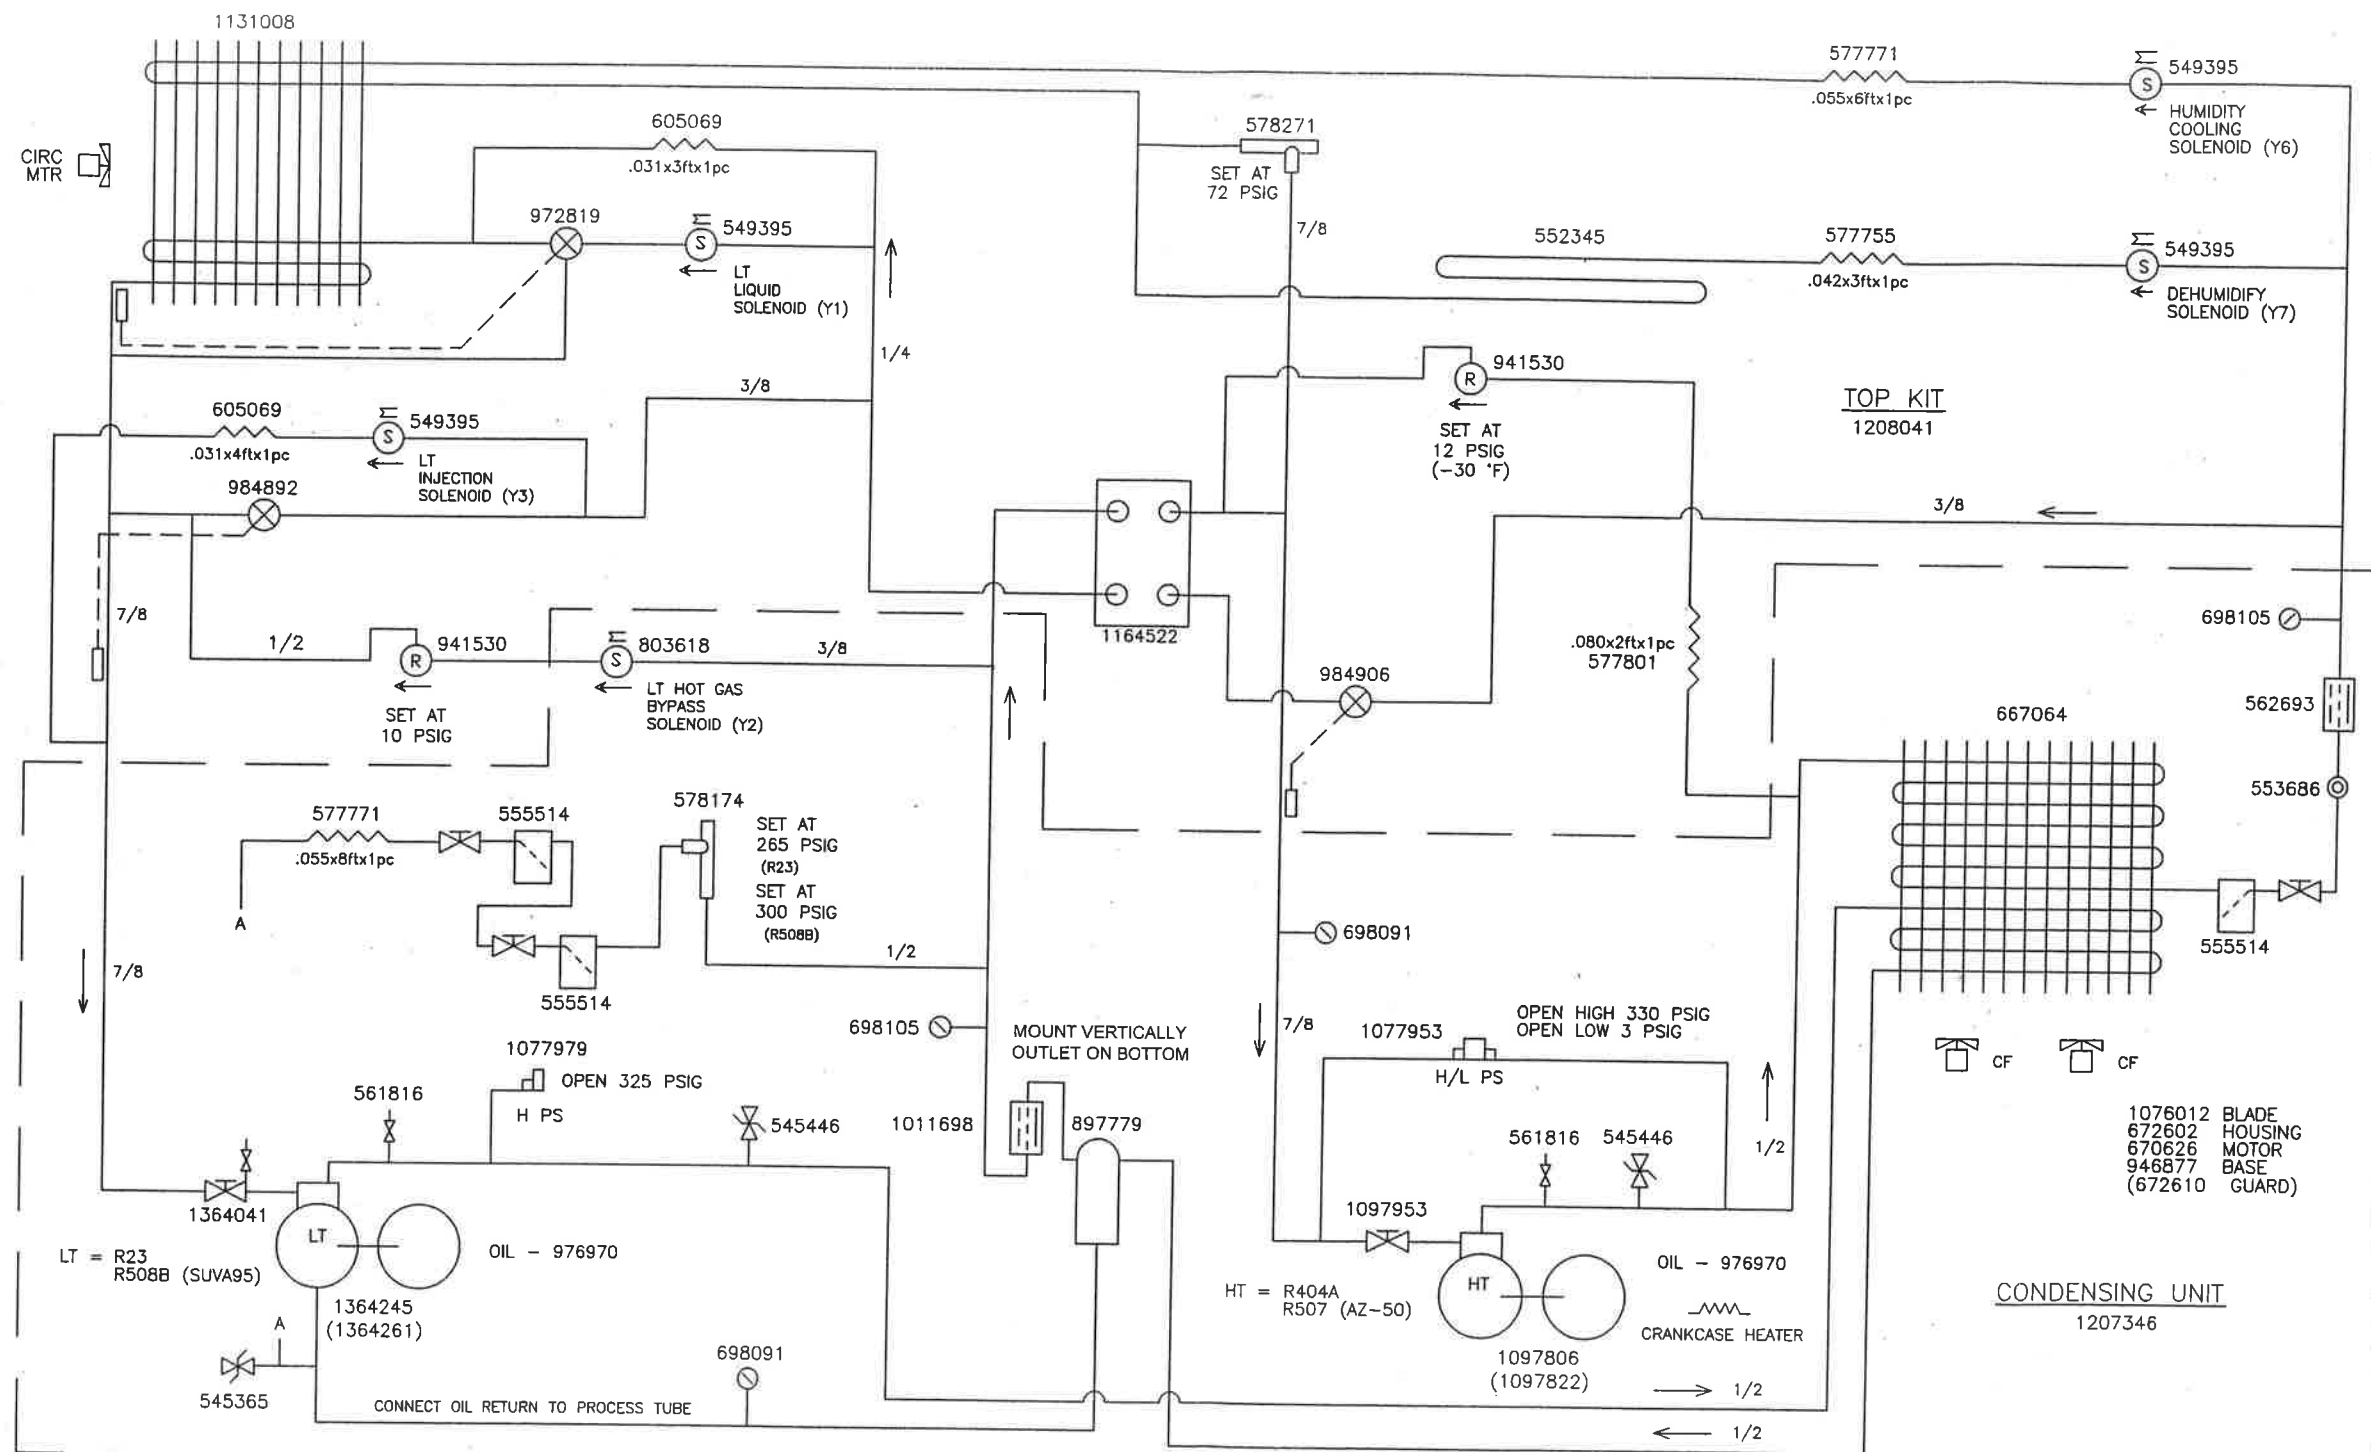 1131008
577771
.055x6ftx1pc
549395
HUMIDITY
COOLING
SOLENOID (Y6)
CIRC
MTR
605069
.031x3ftx1pc
578271
SET AT
72 PSIG
7/8
972819
549395
S
LT
LIQUID
SOLENOID (Y1)
S
552345
577755
.042x3ftx1pc
549395
S
DEHUMIDIFY
SOLENOID (Y7)
1/4
3/8
941530
R
SET AT
12 PSIG
(-30 °F)
TOP KIT
1208041
605069
.031x4ftx1pc
549395
S
LT
INJECTION
SOLENOID (Y3)
984892
3/8
7/8
1164522
698105
1/2
941530
R
SET AT
10 PSIG
803618
S
3/8
LT HOT GAS
BYPASS
SOLENOID (Y2)
984906
.080x2ftx1pc
577801
562693
667064
553686
577771
.055x8ftx1pc
A
555514
555514
578174
SET AT
265 PSIG
(R23)
SET AT
300 PSIG
(R508B)
1/2
698091
555514
7/8
698105
MOUNT VERTICALLY
OUTLET ON BOTTOM
7/8
1077953
H/L PS
OPEN HIGH 330 PSIG
OPEN LOW 3 PSIG
CF
CF
1077979
OPEN 325 PSIG
H PS
561816
545446
1011698
897779
561816
545446
1/2
1076012 BLADE
672602 HOUSING
670626 MOTOR
946877 BASE
(672610 GUARD)
1364041
1097953
LT
OIL - 976970
LT = R23
R508B (SUVA95)
1364245
(1364261)
HT
OIL - 976970
HT = R404A
R507 (AZ-50)
CRANKCASE HEATER
1097806
(1097822)
CONDENSING UNIT
1207346
A
545365
698091
CONNECT OIL RETURN TO PROCESS TUBE
1/2
1/2